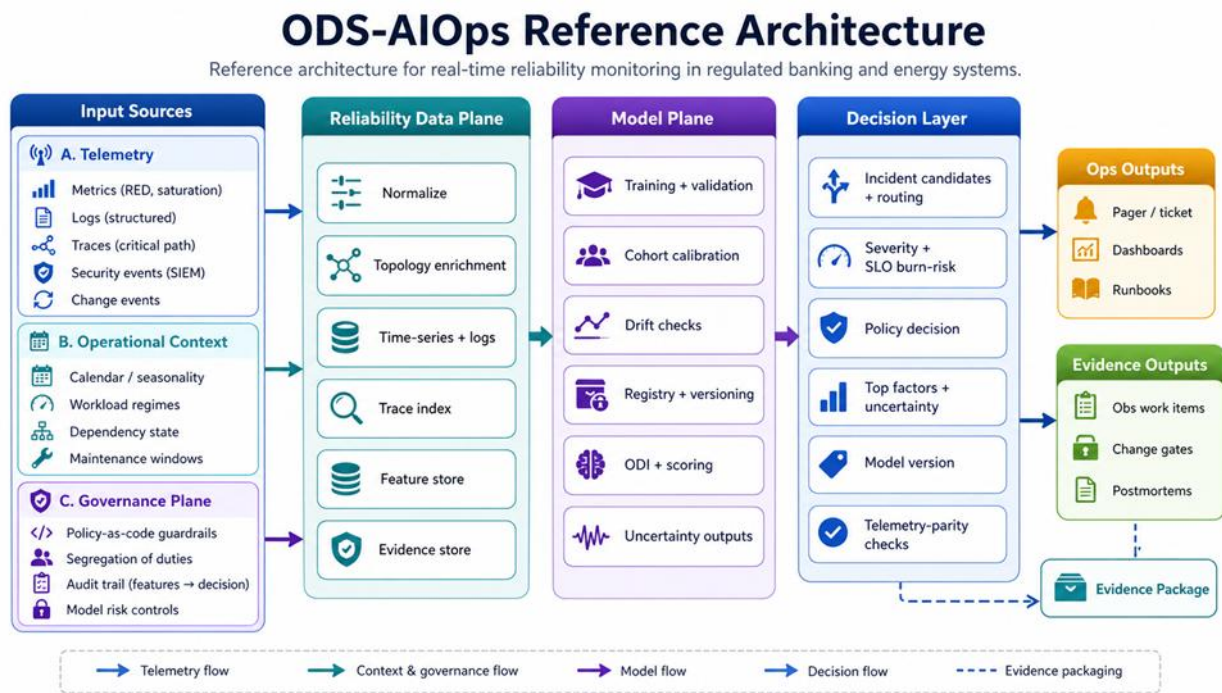 ODS-AIOps Reference Architecture
Reference architecture for real-time reliability monitoring in regulated banking and energy systems.
Input Sources
A. Telemetry
Metrics (RED, saturation)
Logs (structured)
Traces (critical path)
Security events (SIEM)
Change events
B. Operational Context
Calendar / seasonality
Workload regimes
Dependency state
Maintenance windows
C. Governance Plane
Policy-as-code guardrails
Segregation of duties
Audit trail (features → decision)
Model risk controls
Reliability Data Plane
Normalize
Topology enrichment
Time-series + logs
Trace index
Feature store
Evidence store
Model Plane
Training + validation
Cohort calibration
Drift checks
Registry + versioning
ODI + scoring
Uncertainty outputs
Decision Layer
Incident candidates
+ routing
Severity +
SLO burn-risk
Policy decision
Top factors +
uncertainty
Model version
Telemetry-parity
checks
Ops Outputs
Pager / ticket
Dashboards
Runbooks
Evidence Outputs
Obs work items
Change gates
Postmortems
Evidence Package
Telemetry flow
Context & governance flow
Model flow
Decision flow
Evidence packaging